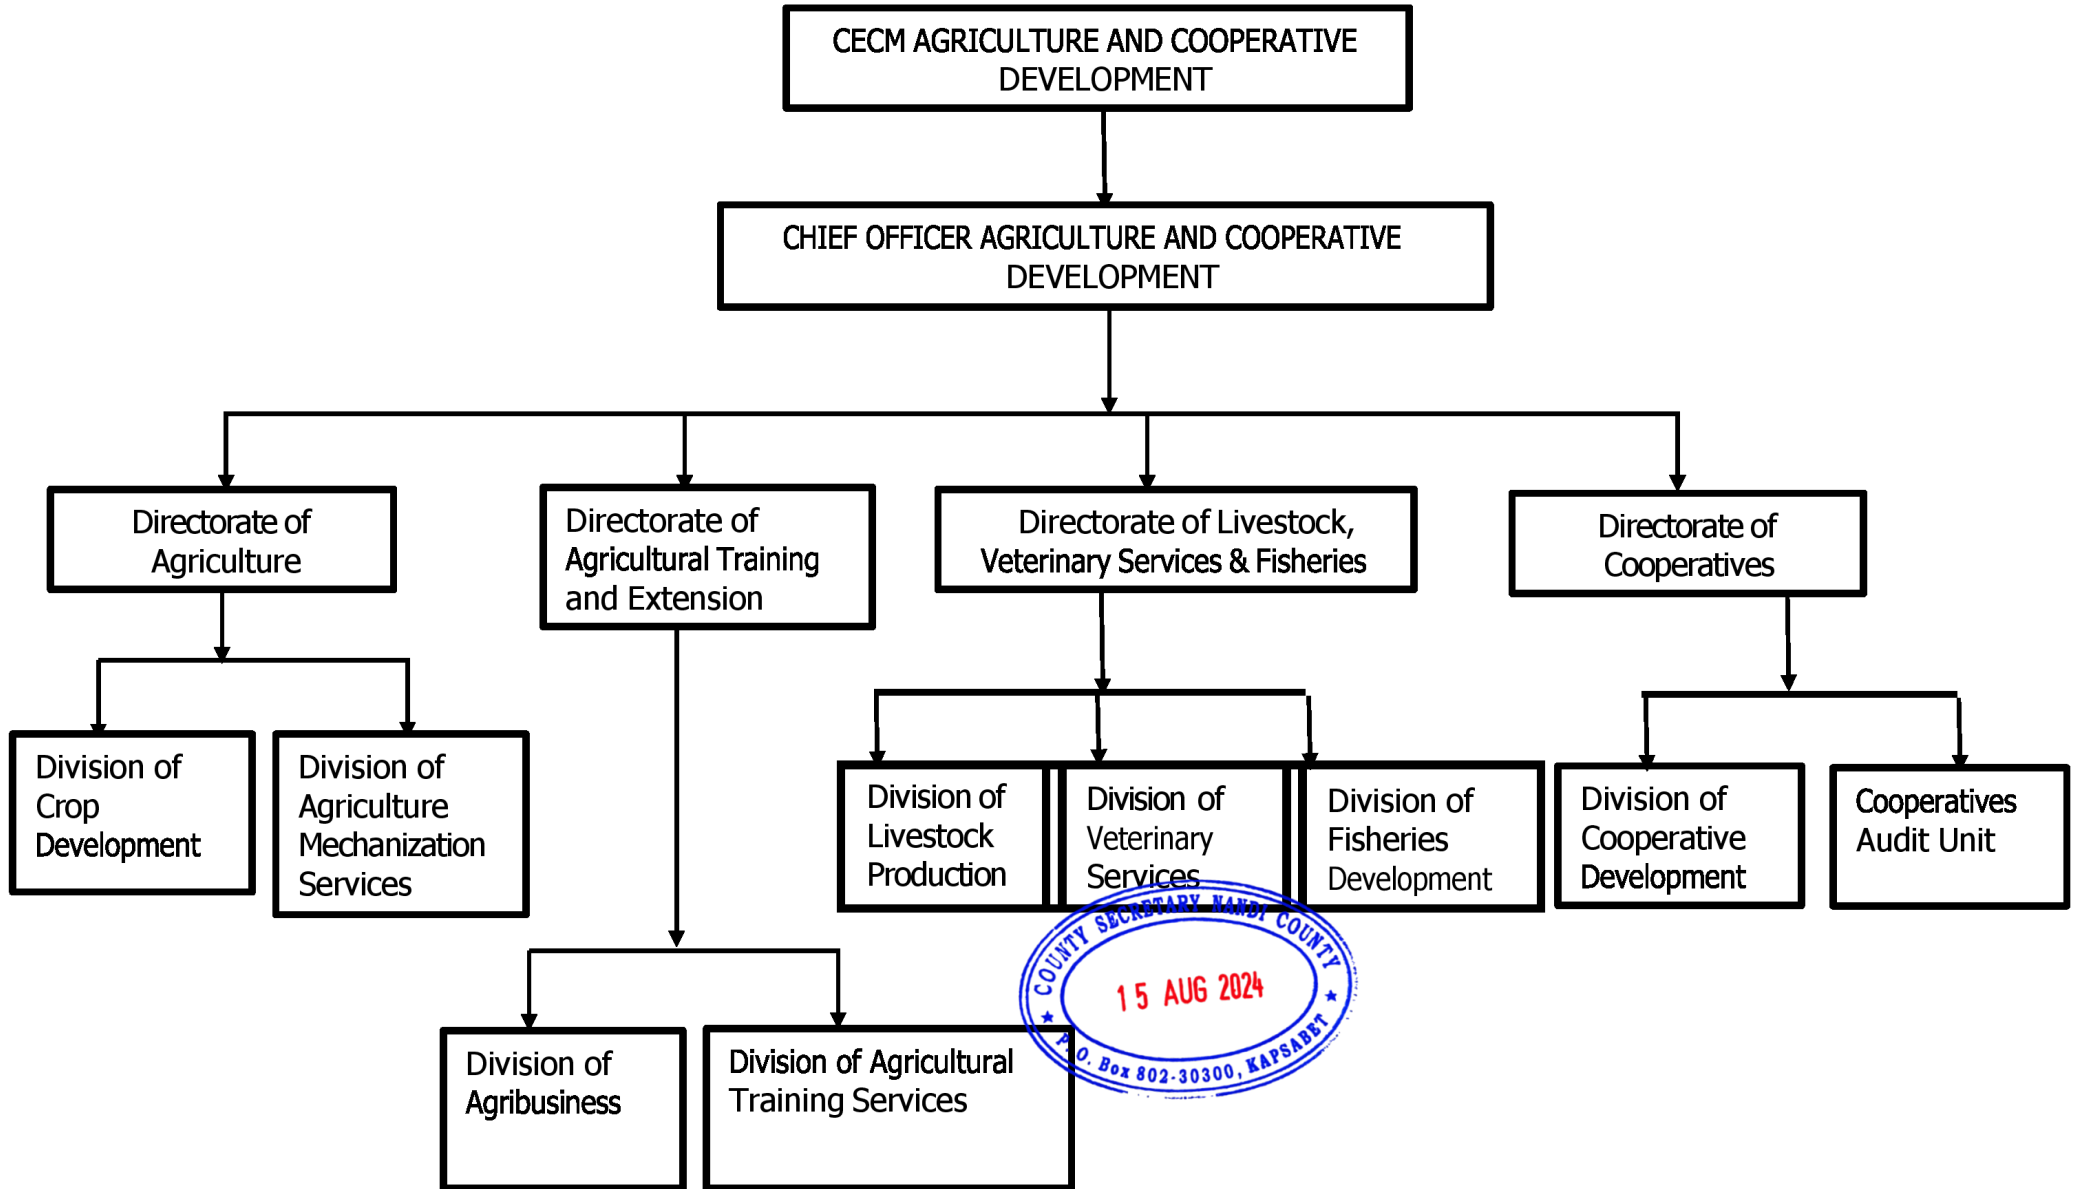 CECM AGRICULTURE AND COOPERATIVE
DEVELOPMENT
CHIEF OFFICER AGRICULTURE AND COOPERATIVE
DEVELOPMENT
Directorate of
Agriculture
Directorate of
Agricultural Training
and Extension
Directorate of Livestock,
Veterinary Services & Fisheries
Directorate of
Cooperatives
Division of
Crop
Development
Division of
Agriculture
Mechanization
Services
Division of
Livestock
Production
Division of
Veterinary
Services
Division of
Fisheries
Development
Division of
Cooperative
Development
Cooperatives
Audit Unit
Division of
Agribusiness
Division of Agricultural
Training Services
COUNTY SECRETARY NANDI COUNTY
15 AUG 2024
P.O. Box 802-30300, KAPSABET